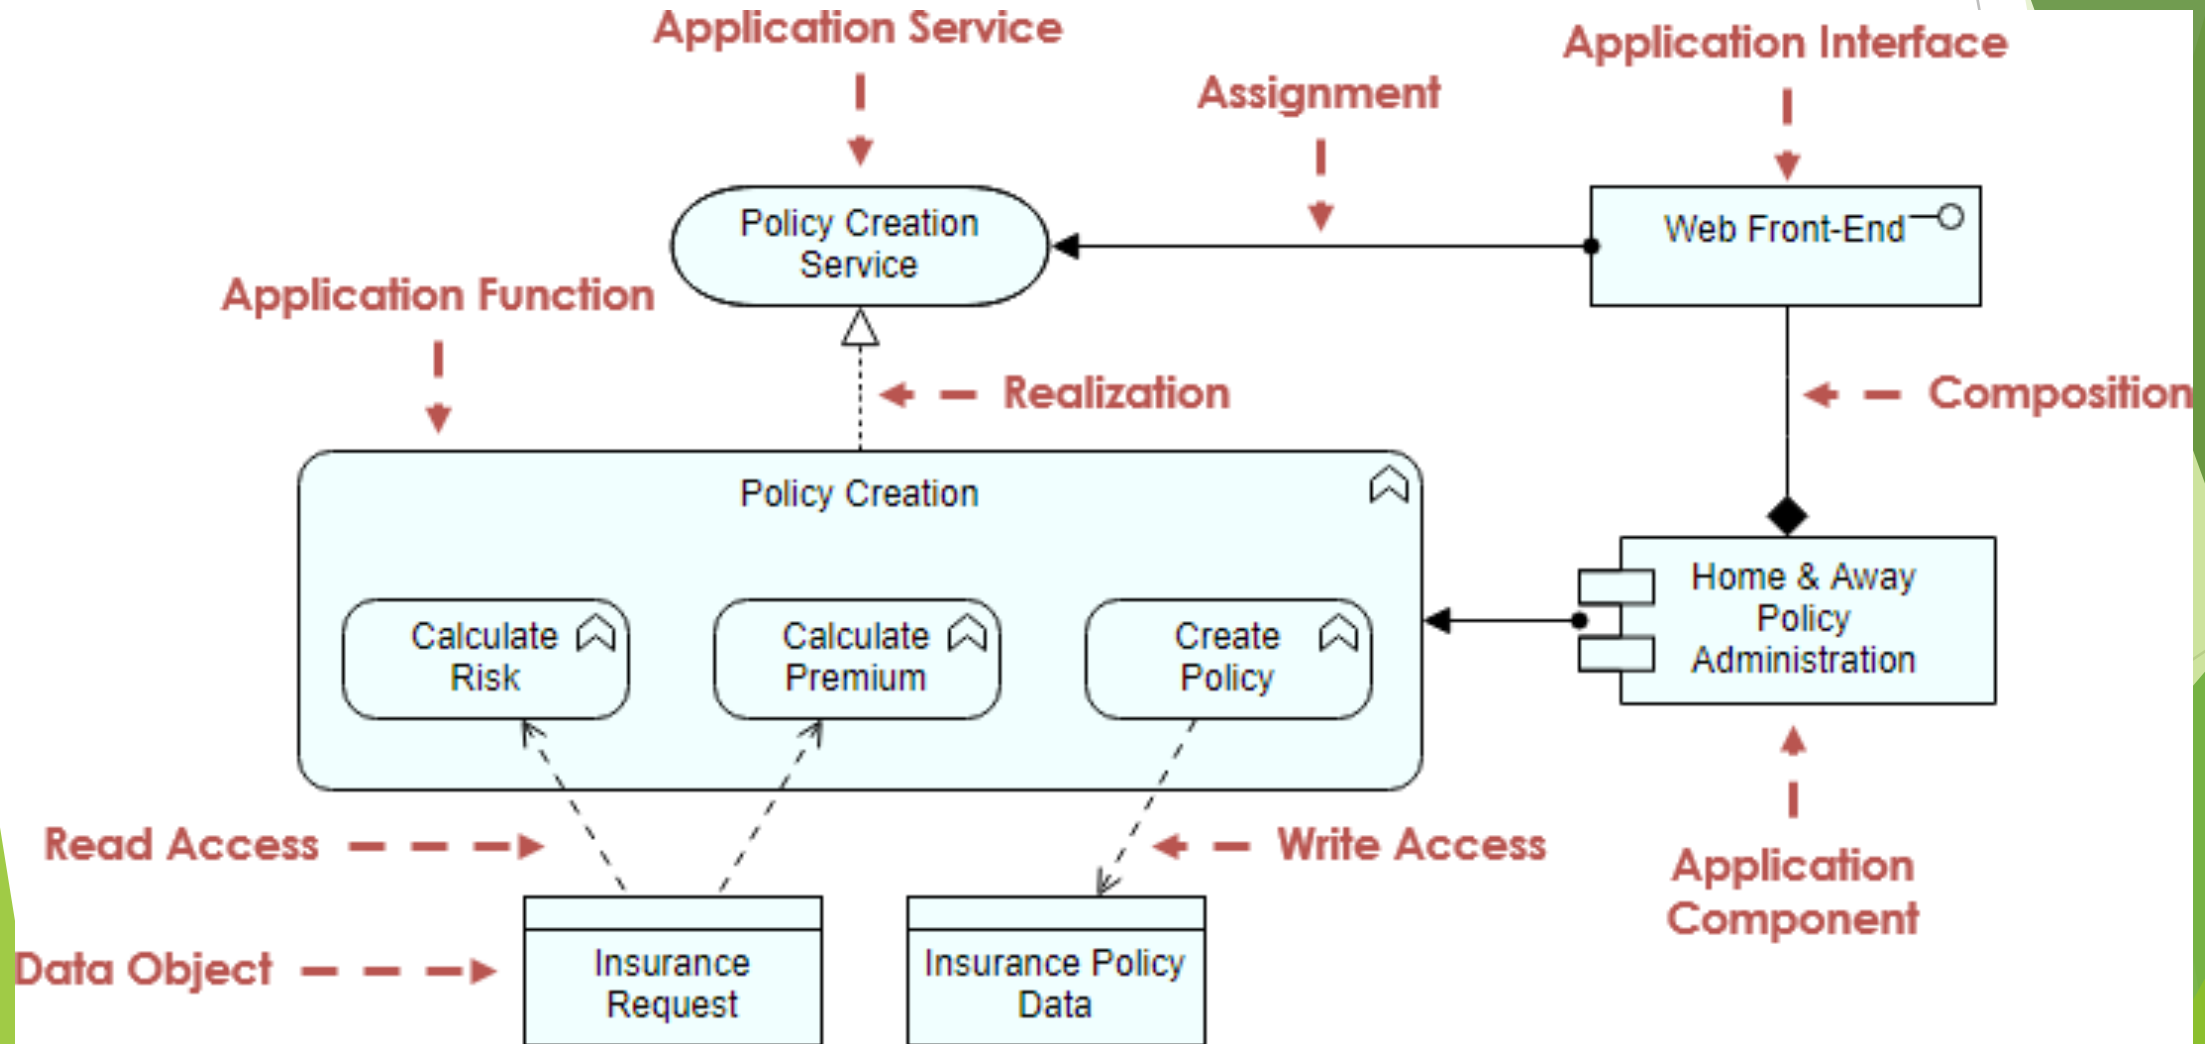 Application Service
Application Interface
Assignment
Policy Creation
Service
Web Front-End
Application Function
Realization
Composition
Policy Creation
Calculate
Risk
Calculate
Premium
Create
Policy
Home & Away
Policy
Administration
Read Access
Write Access
Application
Component
Data Object
Insurance
Request
Insurance Policy
Data